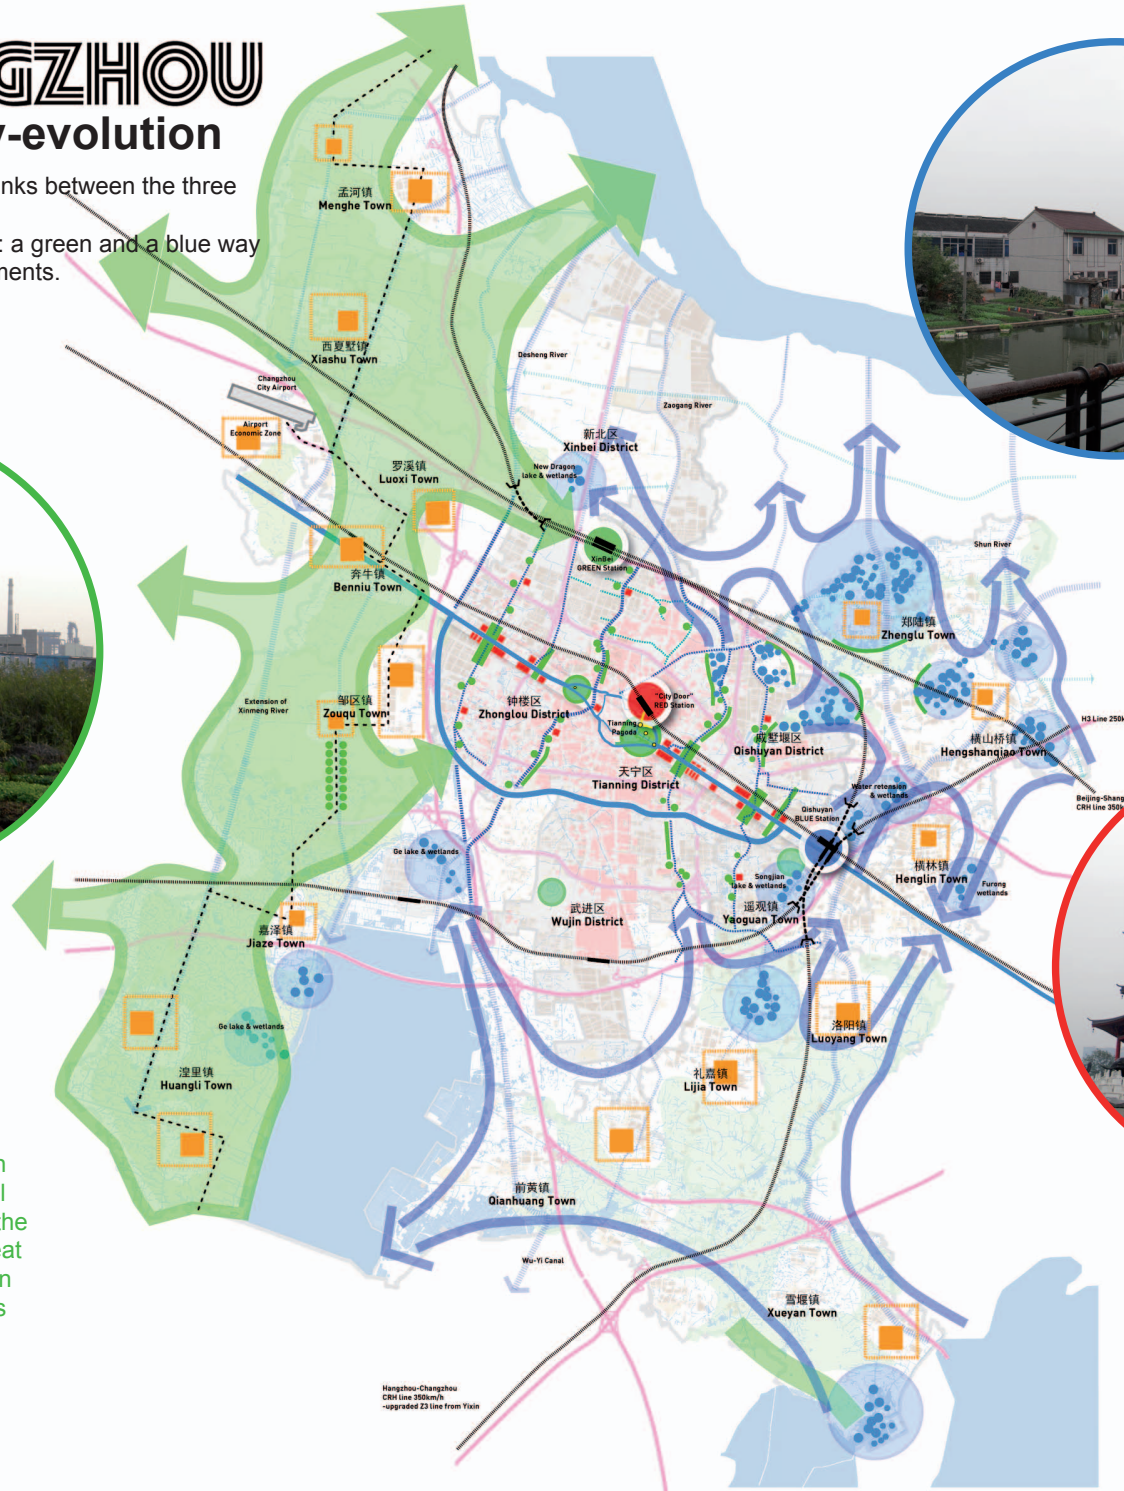 GZHOU
y-evolution
nks between the three
: a green and a blue way
ments.
孟河镇
Menghe Town
西夏墅镇
Xiashu Town
Changzhou
City Airport
Airport
Economic Zone
罗溪镇
Luoxi Town
奔牛镇
Benniu Town
Desheng River
Zaogang River
新北区
Xinbei District
New Dragon
lake & wetlands
XinBei
GREEN Station
Shun River
郑陆镇
Zhenglu Town
Extension of
Xinmeng River
邹区镇
Zouqu Town
钟楼区
Zhonglou District
"City Door"
RED Station
Tianning
Pagoda
戚墅堰区
Qishuyan District
天宁区
Tianning District
横山桥镇
Hengshanqiao Town
H3 Line 250k
Beijing-Shang
CRH line 350k
Water retension
& wetlands
Qishuyan
BLUE Station
Ge lake & wetlands
横林镇
Henglin Town
Songjian
lake & wetlands
Furong
wetlands
遥观镇
Yaoguan Town
武进区
Wujin District
嘉泽镇
Jiaze Town
Ge lake & wetlands
洛阳镇
Luoyang Town
湟里镇
Huangli Town
礼嘉镇
Lijia Town
n
l
the
eat
n
s
前黄镇
Qianhuang Town
Wu-Yi Canal
雪堰镇
Xueyan Town
Hangzhou-Changzhou
CRH line 350km/h
-upgraded Z3 line from Yixin